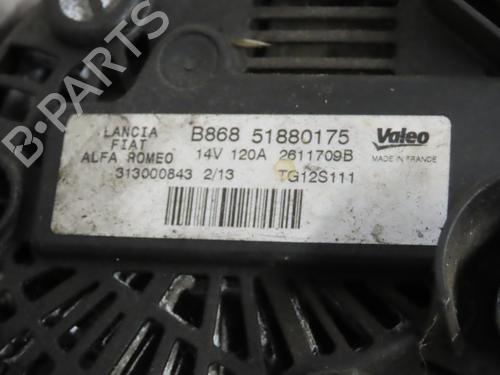 B-PARTS
LANCIA
FIAT
ALFA ROMEO
B868 51880175
14V 120A 2611709B
313000843 2/13 TG12S111
Valeo
MADE IN FRANCE